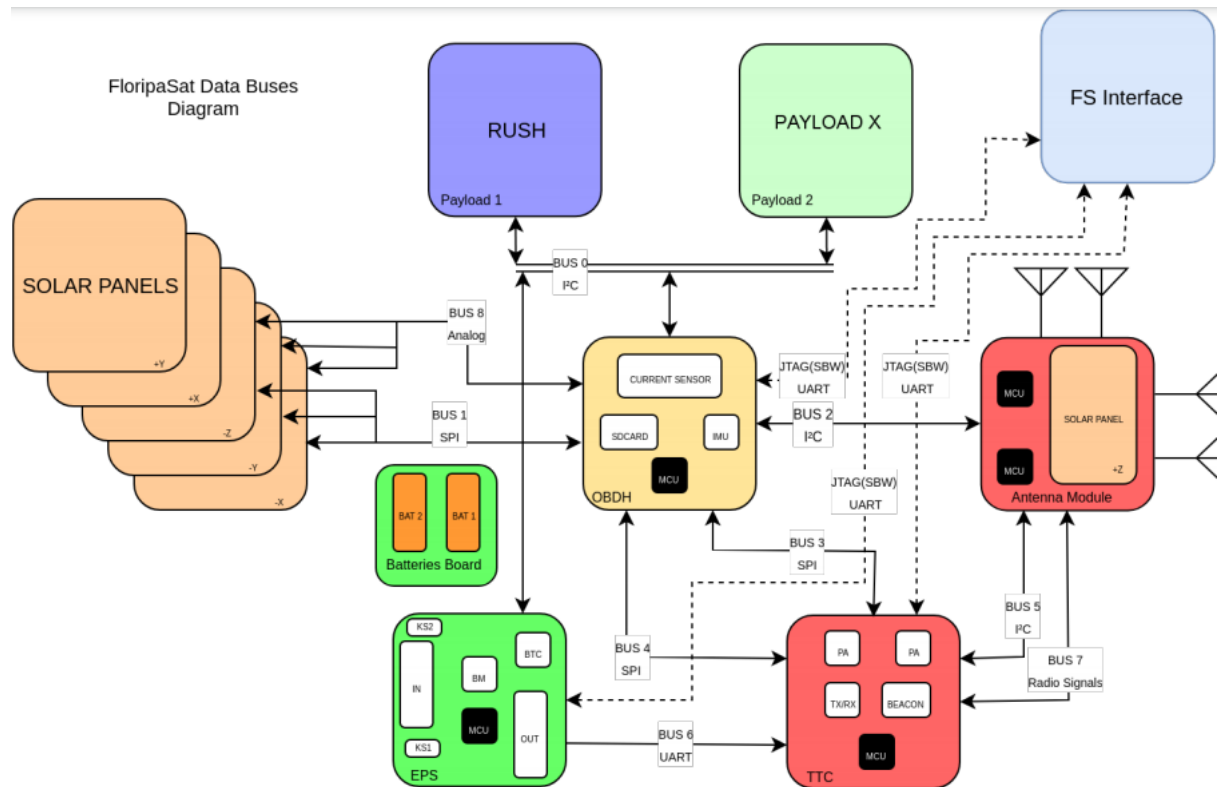 FloripaSat Data Buses
Diagram
RUSH
Payload 1
PAYLOAD X
Payload 2
FS Interface
SOLAR PANELS
+Y
+X
-Z
-Y
-X
BUS 0
I²C
BUS 8
Analog
BUS 1
SPI
CURRENT SENSOR
SDCARD
IMU
MCU
OBDH
JTAG(SBW)
UART
JTAG(SBW)
UART
BUS 2
I²C
JTAG(SBW)
UART
MCU
MCU
SOLAR PANEL
+Z
Antenna Module
BAT 2
BAT 1
Batteries Board
BUS 3
SPI
BUS 4
SPI
BUS 5
I²C
BUS 7
Radio Signals
KS2
IN
KS1
BM
MCU
BTC
OUT
EPS
BUS 6
UART
PA
PA
TX/RX
BEACON
MCU
TTC